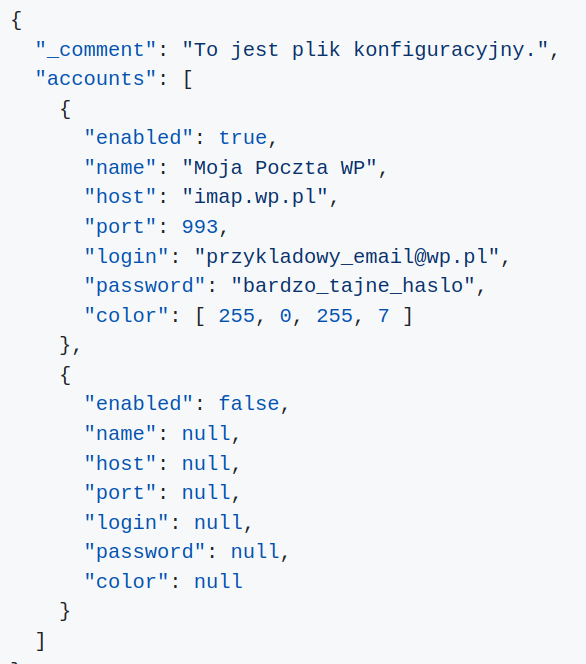 {
  "_comment": "To jest plik konfiguracyjny.",
  "accounts": [
    {
      "enabled": true,
      "name": "Moja Poczta WP",
      "host": "imap.wp.pl",
      "port": 993,
      "login": "przykladowy_email@wp.pl",
      "password": "bardzo_tajne_haslo",
      "color": [ 255, 0, 255, 7 ]
    },
    {
      "enabled": false,
      "name": null,
      "host": null,
      "port": null,
      "login": null,
      "password": null,
      "color": null
    }
  ]